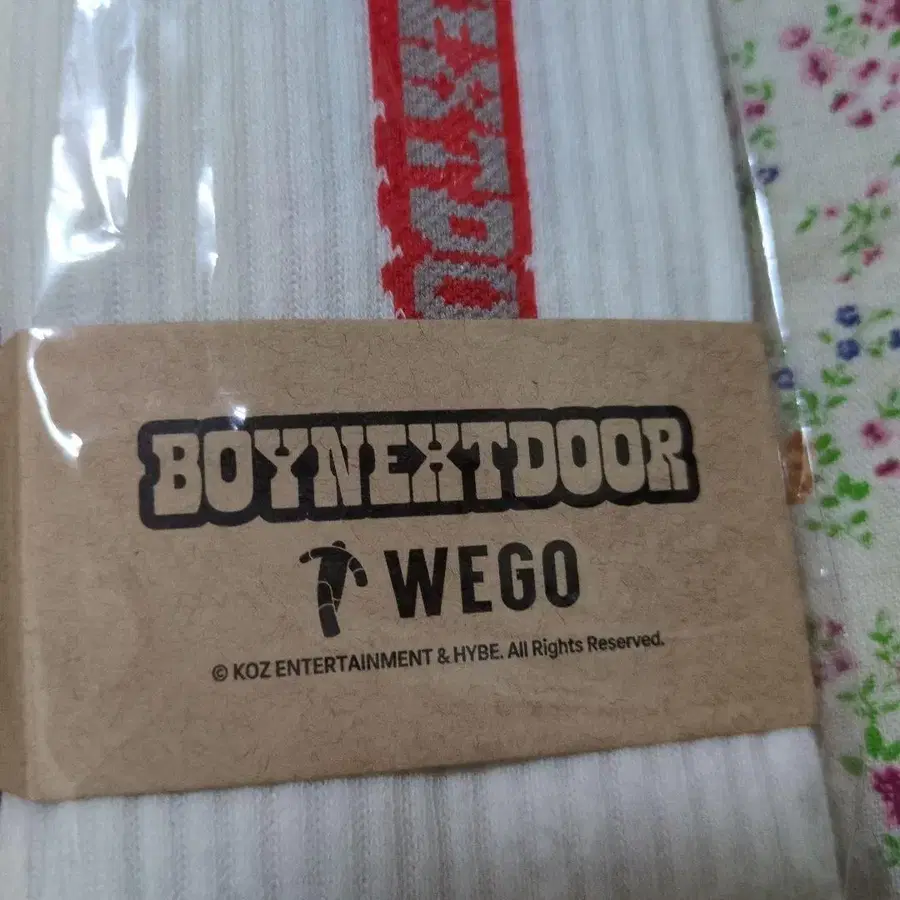 BOYNEXTDOOR
WEGO
© KOZ ENTERTAINMENT & HYBE. All Rights Reserved.